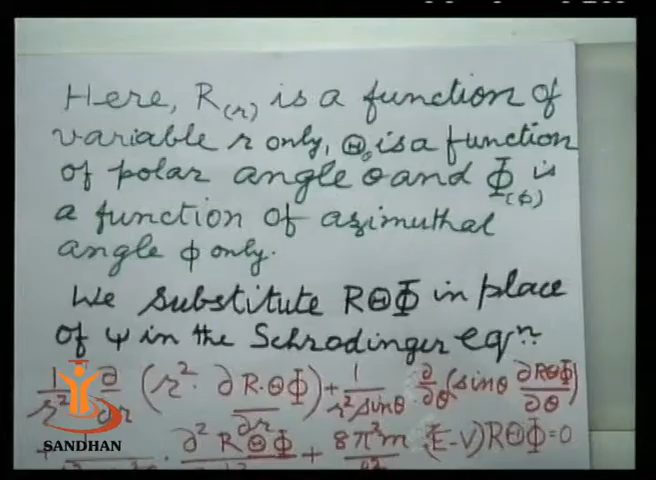 Here, R(r) is a function of
variable r only, Θ is a function
of polar angle θ and Φ(φ) is
a function of azimuthal
angle φ only.
We substitute RΘΦ in place
of ψ in the Schrodinger eqⁿ.
1/r² ∂/∂r (r². ∂R.ΘΦ/∂r) + 1/r² sinθ ∂/∂θ (sinθ ∂RΘΦ/∂θ)
+ ∂² RΘΦ + 8π²m (E-V) RΘΦ = 0
SANDHAN